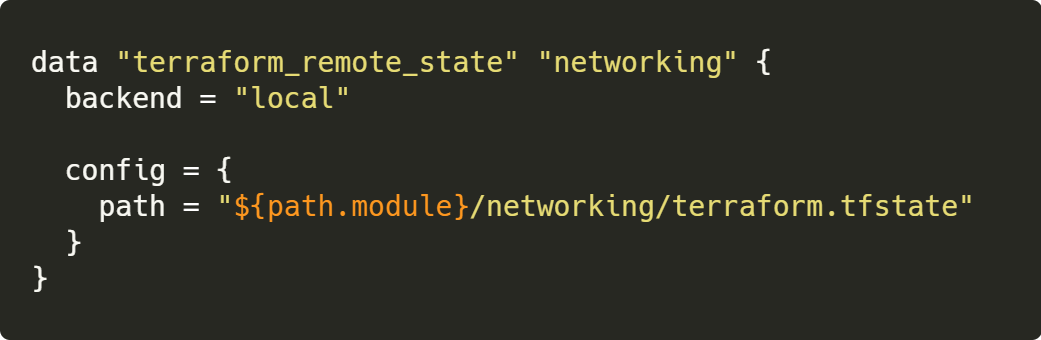 data "terraform_remote_state" "networking" {
  backend = "local"

  config = {
    path = "${path.module}/networking/terraform.tfstate"
  }
}